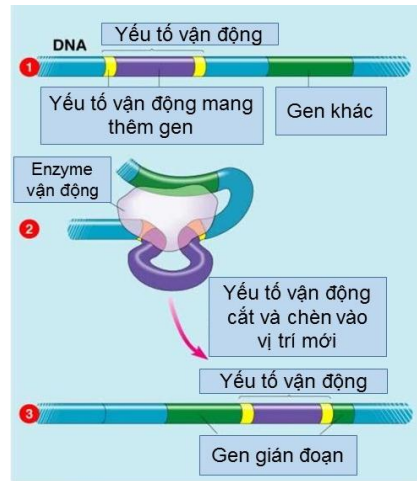 DNA
Yếu tố vận động
1
Yếu tố vận động mang
thêm gen
Gen khác
Enzyme
vận động
2
Yếu tố vận động
cắt và chèn vào
vị trí mới
Yếu tố vận động
3
Gen gián đoạn